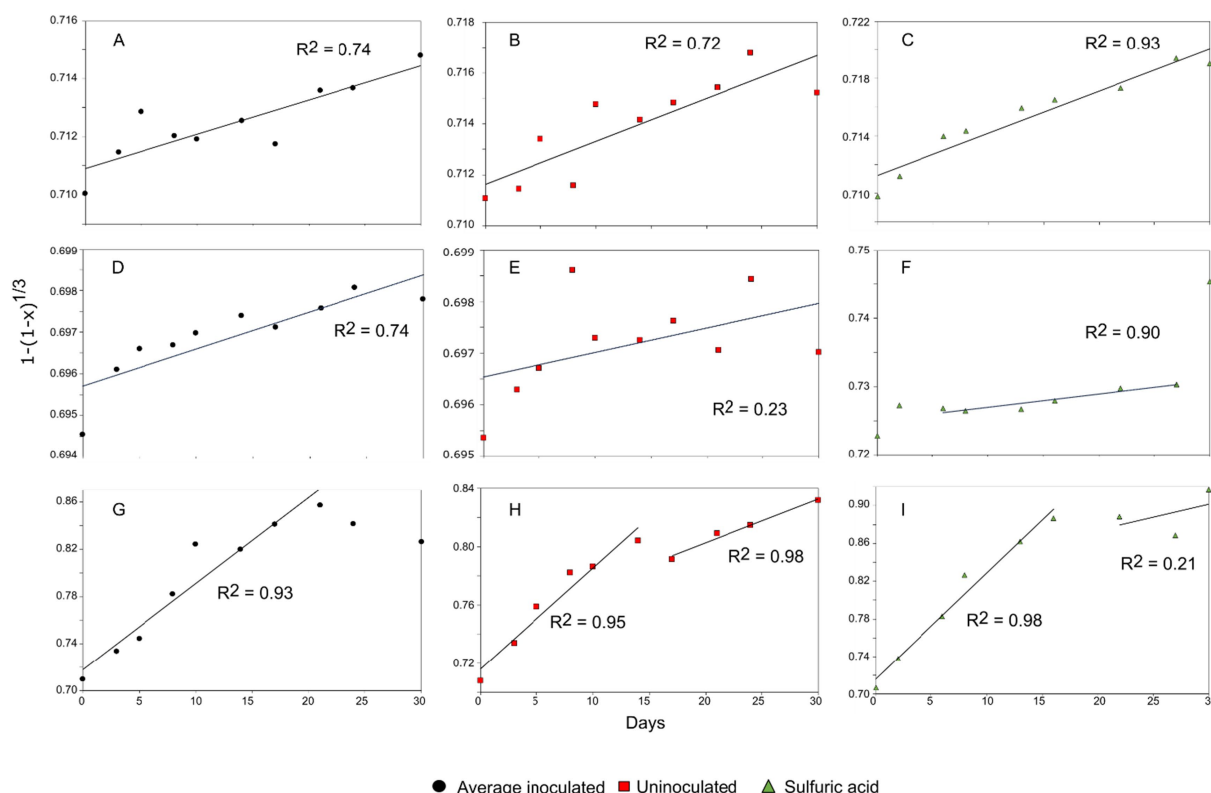 1-(1-x)^1/3
A
R² = 0.74
0.716
0.714
0.712
0.710
B
R² = 0.72
0.718
0.716
0.714
0.712
0.710
C
R² = 0.93
0.722
0.718
0.714
0.710
D
R² = 0.74
0.699
0.698
0.697
0.696
0.695
0.694
E
R² = 0.23
0.699
0.698
0.697
0.696
0.695
F
R² = 0.90
0.75
0.74
0.73
0.72
G
R² = 0.93
0.86
0.82
0.78
0.74
0.70
0 5 10 15 20 25 30
H
R² = 0.98
R² = 0.95
0.84
0.80
0.76
0.72
0 5 10 15 20 25 30
I
R² = 0.21
R² = 0.98
0.90
0.86
0.82
0.78
0.74
0.70
0 5 10 15 20 25 3
Days
Average inoculated Uninoculated Sulfuric acid